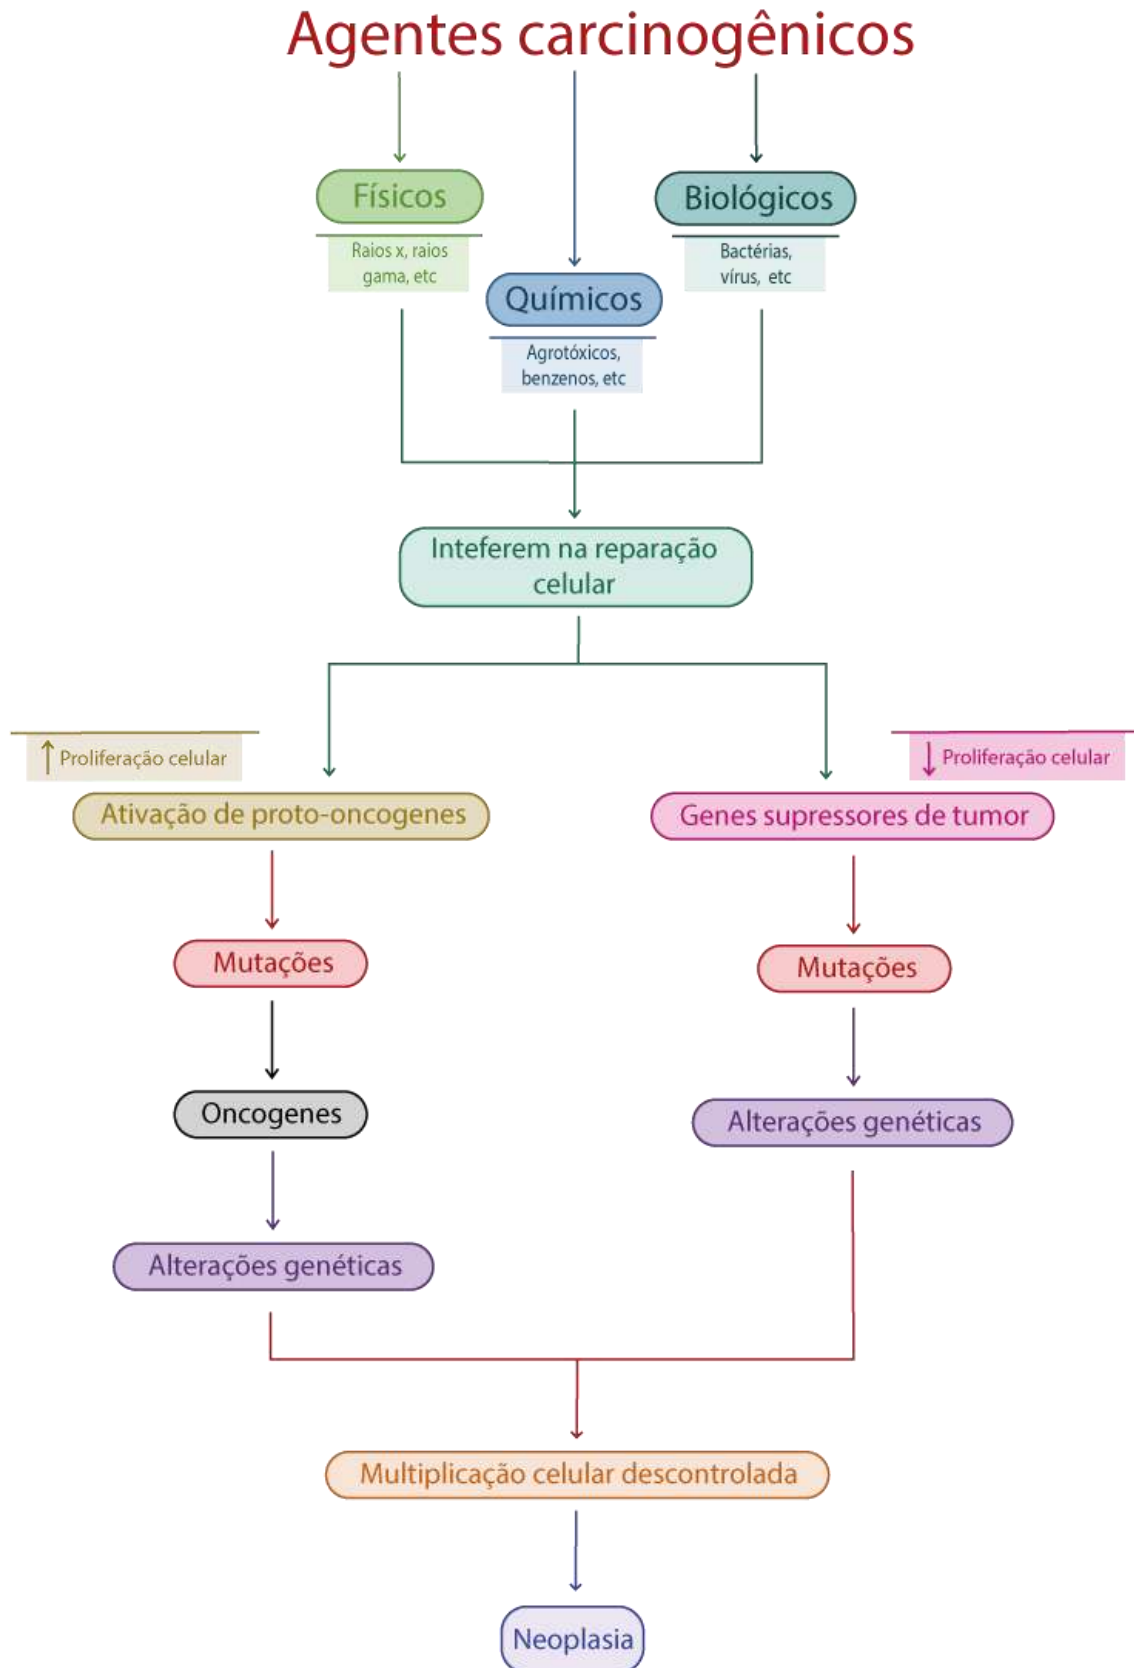 Agentes carcinogênicos
Físicos
Raios x, raios
gama, etc
Biológicos
Bactérias,
vírus, etc
Químicos
Agrotóxicos,
benzenos, etc
Inteferem na reparação
celular
↑ Proliferação celular
Ativação de proto-oncogenes
↓ Proliferação celular
Genes supressores de tumor
Mutações
Mutações
Oncogenes
Alterações genéticas
Alterações genéticas
Multiplicação celular descontrolada
Neoplasia